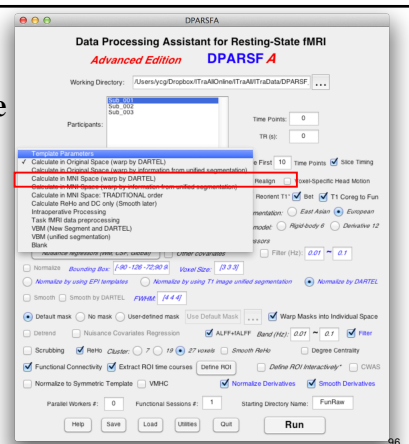 DPARSFA
Data Processing Assistant for Resting-State fMRI
Advanced Edition DPARSF A
Working Directory: /Users/ycg/Dropbox/ITraAllOnline/ITraAll/ITraData/DPARSF ...
Participants:
Sub_001
Sub_002
Sub_003
Time Points: 0
TR (s): 0
e
Template Parameters
✓ Calculate in Original Space (warp by DARTEL)
Calculate in Original Space (warp by information from unified segmentation)
Calculate in MNI Space (warp by DARTEL)
Calculate in MNI Space (warp by information from unified segmentation)
Calculate in MNI Space: TRADITIONAL order
Calculate ReHo and DC only (Smooth later)
Intraoperative Processing
Task fMRI data preprocessing
VBM (New Segment and DARTEL)
VBM (unified segmentation)
Blank
e First 10 Time Points Slice Timing
Realign Voxel-Specific Head Motion
Reorient T1* Bet T1 Coreg to Fun
mentation: East Asian European
model: Rigid-body 6 Derivative 12
ssors
Nuisance regressors (WM, CSF, Global) Other covariates Filter (Hz): 0.01 ~ 0.1
Normalize Bounding Box: [-90 -126 -72;90 9 Voxel Size: [3 3 3]
Normalize by using EPI templates Normalize by using T1 image unified segmentation Normalize by DARTEL
Smooth Smooth by DARTEL FWHM: [4 4 4]
Default mask No mask User-defined mask Use Default Mask ... Warp Masks into Individual Space
Detrend Nuisance Covariates Regression ALFF+fALFF Band (Hz): 0.01 ~ 0.1 Filter
Scrubbing ReHo Cluster: 7 19 27 voxels Smooth ReHo Degree Centrality
Functional Connectivity Extract ROI time courses Define ROI Define ROI Interactively* CWAS
Normalize to Symmetric Template VMHC Normalize Derivatives Smooth Derivatives
Parallel Workers #: 0 Functional Sessions #: 1 Starting Directory Name: FunRaw
Help Save Load Utilities Quit Run
96